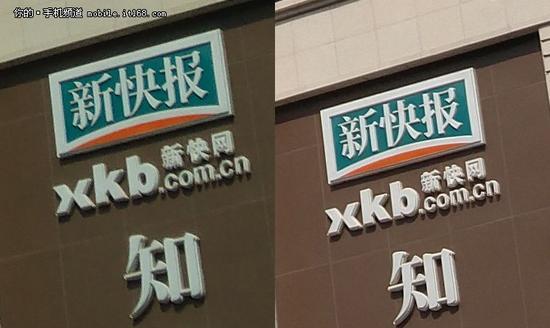 你的·手机频道 mobile.it168.com
新快报
xkb 新快网
.com.cn
知
新快报
xkb 新快网
.com.cn
知